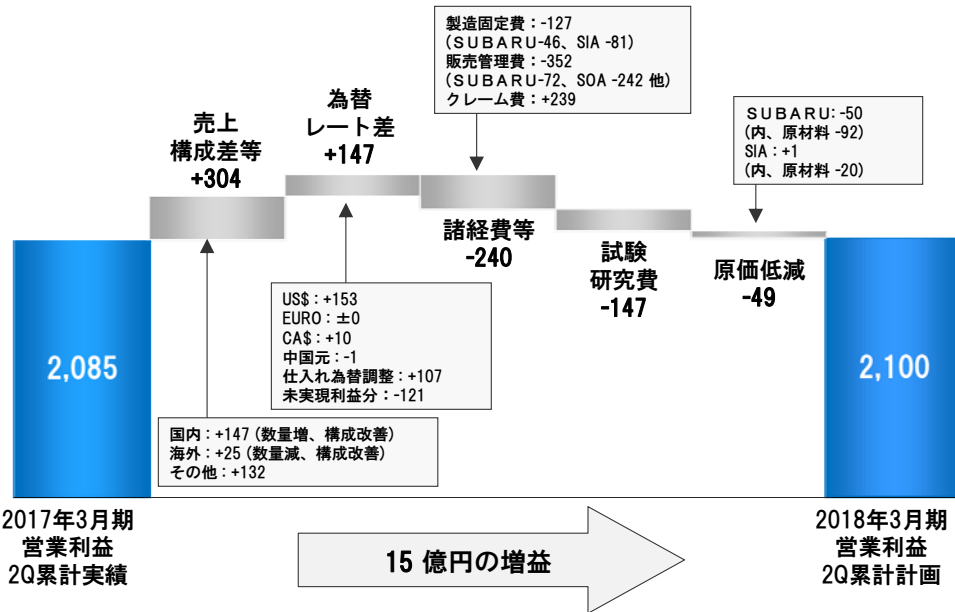 製造固定費：-127
(ＳＵＢＡＲＵ-46、SIA -81)
販売管理費：-352
(ＳＵＢＡＲＵ-72、SOA -242 他)
クレーム費：+239
SUBARU: -50
(内、原材料 -92)
SIA：+1
(内、原材料 -20)
売上
構成差等
+304
為替
レート差
+147
諸経費等
-240
試験
研究費
-147
原価低減
-49
US$：+153
EURO：±0
CA$：+10
中国元：-1
仕入れ為替調整：+107
未実現利益分：-121
国内：+147 (数量増、構成改善)
海外：+25 (数量減、構成改善)
その他：+132
2,085
2,100
2017年3月期
営業利益
2Q累計実績
15 億円の増益
2018年3月期
営業利益
2Q累計計画